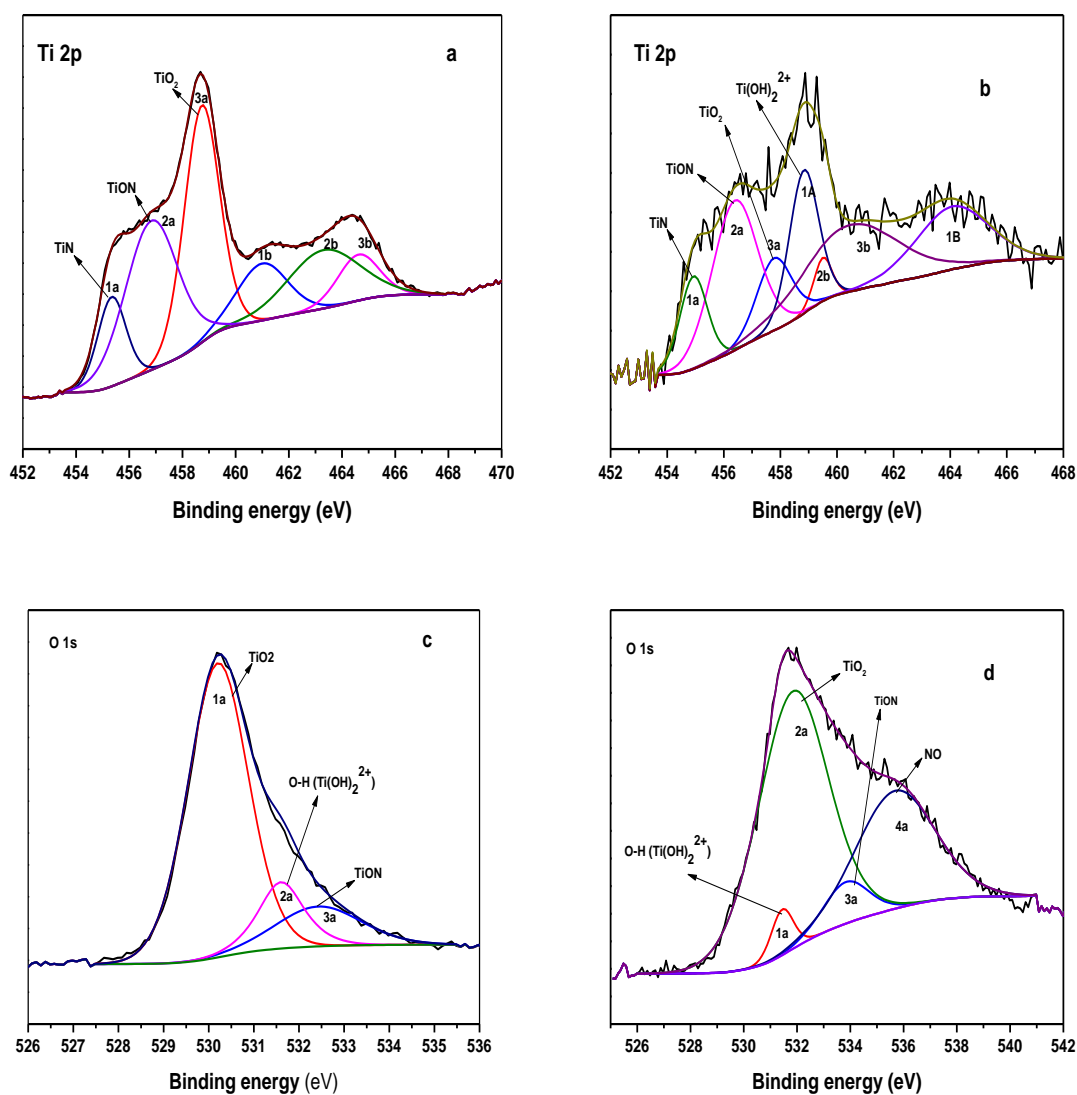 Ti 2p
a
TiO2
3a
TiON
2a
TiN
1a
1b
2b
3b
452 454 456 458 460 462 464 466 468 470
Binding energy (eV)
Ti 2p
b
Ti(OH)2 2+
TiO2
TiON
TiN
1A
2a
3a
2b
3b
1B
1a
452 454 456 458 460 462 464 466 468
Binding energy (eV)
O 1s
c
TiO2
1a
O-H (Ti(OH)2 2+)
TiON
2a
3a
526 527 528 529 530 531 532 533 534 535 536
Binding energy (eV)
O 1s
d
TiO2
TiON
2a
NO
4a
O-H (Ti(OH)2 2+)
3a
1a
526 528 530 532 534 536 538 540 542
Binding energy (eV)